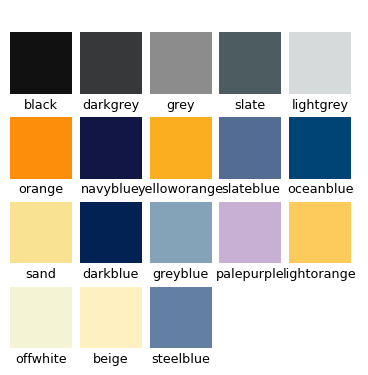 black darkgrey grey slate lightgrey
orange navyblue yelloworange slateblue oceanblue
sand darkblue greyblue palepurple lightorange
offwhite beige steelblue